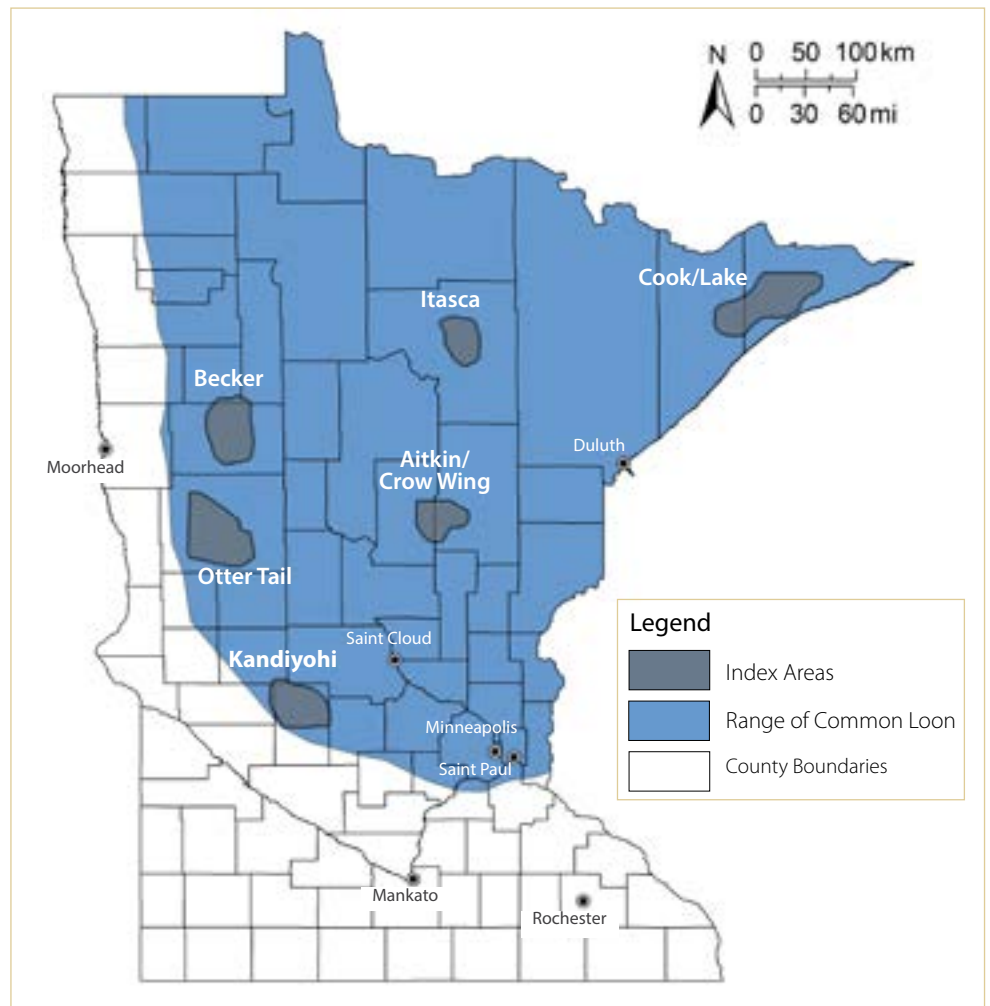 N 0 50 100 km
0 30 60 mi
Cook/Lake
Itasca
Becker
Duluth
Moorhead
Aitkin/
Crow Wing
Otter Tail
Saint Cloud
Kandiyohi
Minneapolis
Saint Paul
Legend
Index Areas
Range of Common Loon
County Boundaries
Mankato
Rochester